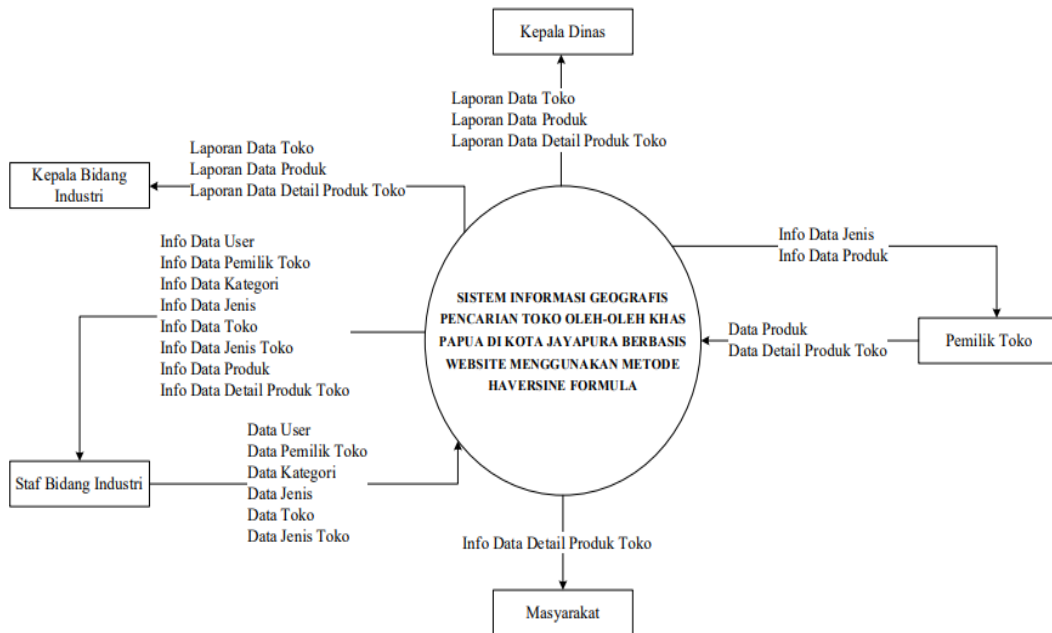 Kepala Dinas
Laporan Data Toko
Laporan Data Produk
Laporan Data Detail Produk Toko
Laporan Data Toko
Laporan Data Produk
Laporan Data Detail Produk Toko
Kepala Bidang
Industri
Info Data User
Info Data Pemilik Toko
Info Data Kategori
Info Data Jenis
Info Data Toko
Info Data Jenis Toko
Info Data Produk
Info Data Detail Produk Toko
SISTEM INFORMASI GEOGRAFIS
PENCARIAN TOKO OLEH-OLEH KHAS
PAPUA DI KOTA JAYAPURA BERBASIS
WEBSITE MENGGUNAKAN METODE
HAVERSINE FORMULA
Info Data Jenis
Info Data Produk
Data Produk
Data Detail Produk Toko
Pemilik Toko
Staf Bidang Industri
Data User
Data Pemilik Toko
Data Kategori
Data Jenis
Data Toko
Data Jenis Toko
Info Data Detail Produk Toko
Masyarakat